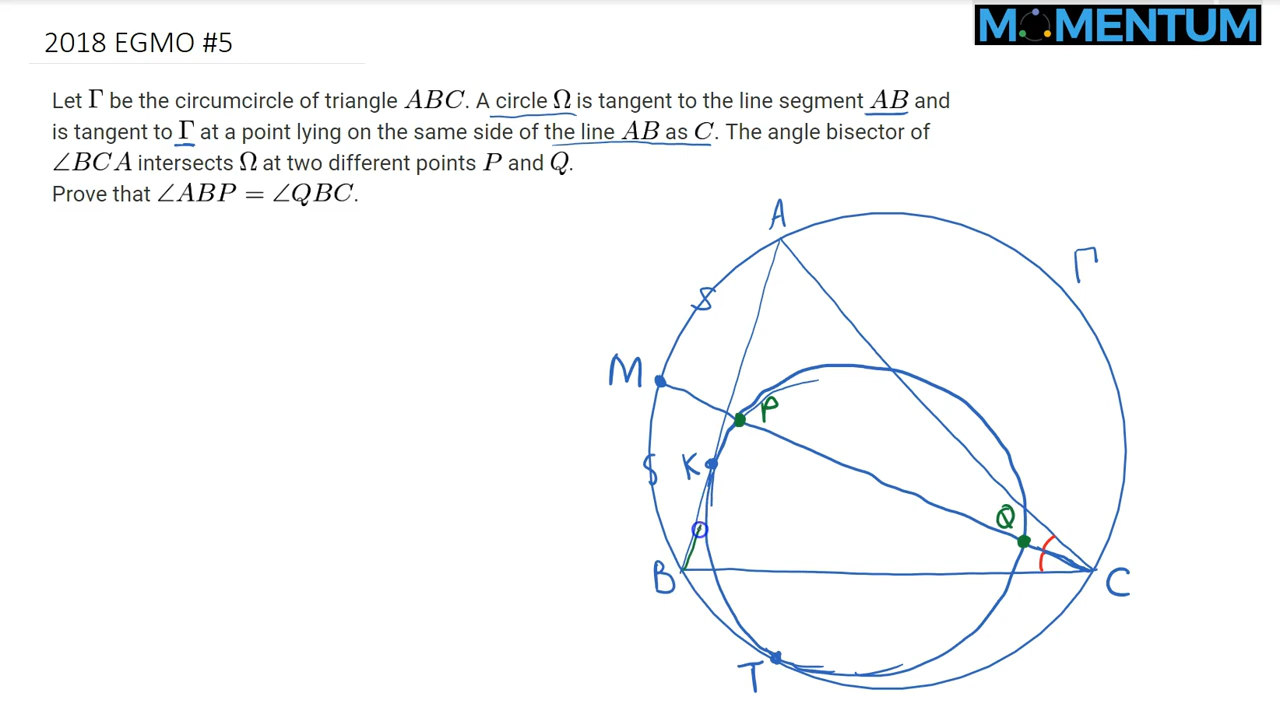 MOMENTUM
2018 EGMO #5
Let Γ be the circumcircle of triangle ABC. A circle Ω is tangent to the line segment AB and
is tangent to Γ at a point lying on the same side of the line AB as C. The angle bisector of
∠BCA intersects Ω at two different points P and Q.
Prove that ∠ABP = ∠QBC.
A
Γ
M
P
K
Q
B
C
T